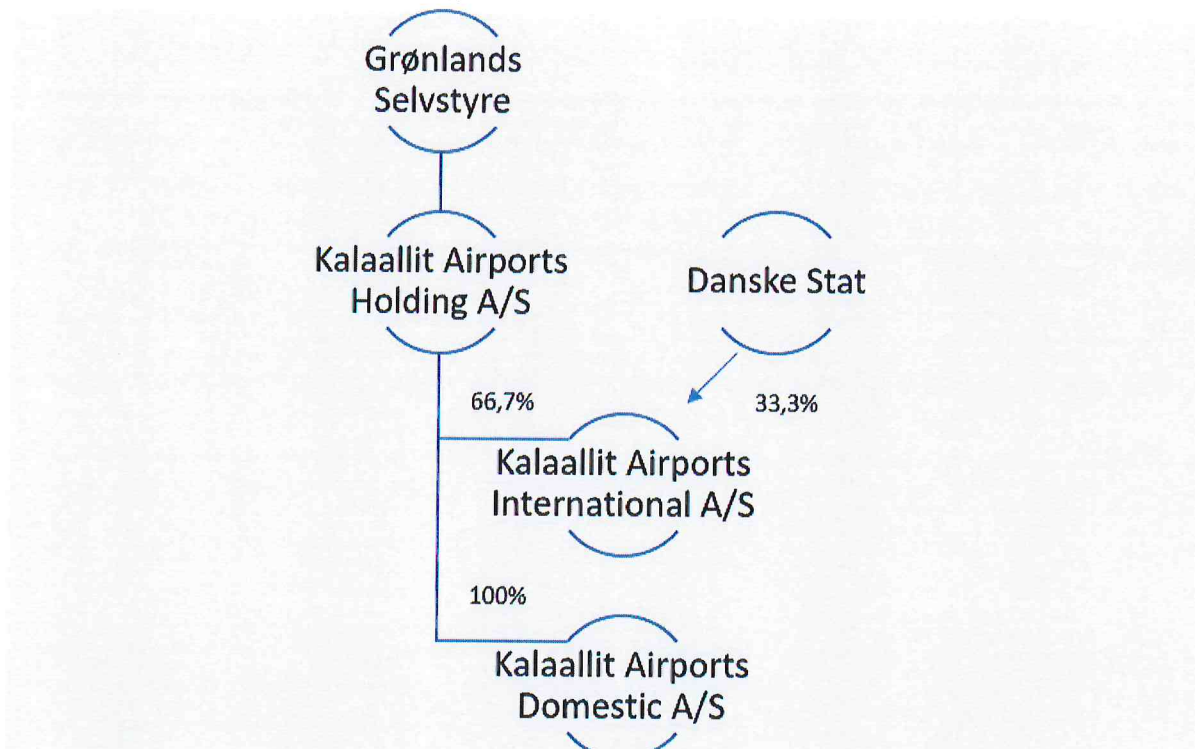 Grønlands
Selvstyre
Kalaallit Airports
Holding A/S
Danske Stat
66,7%
33,3%
Kalaallit Airports
International A/S
100%
Kalaallit Airports
Domestic A/S